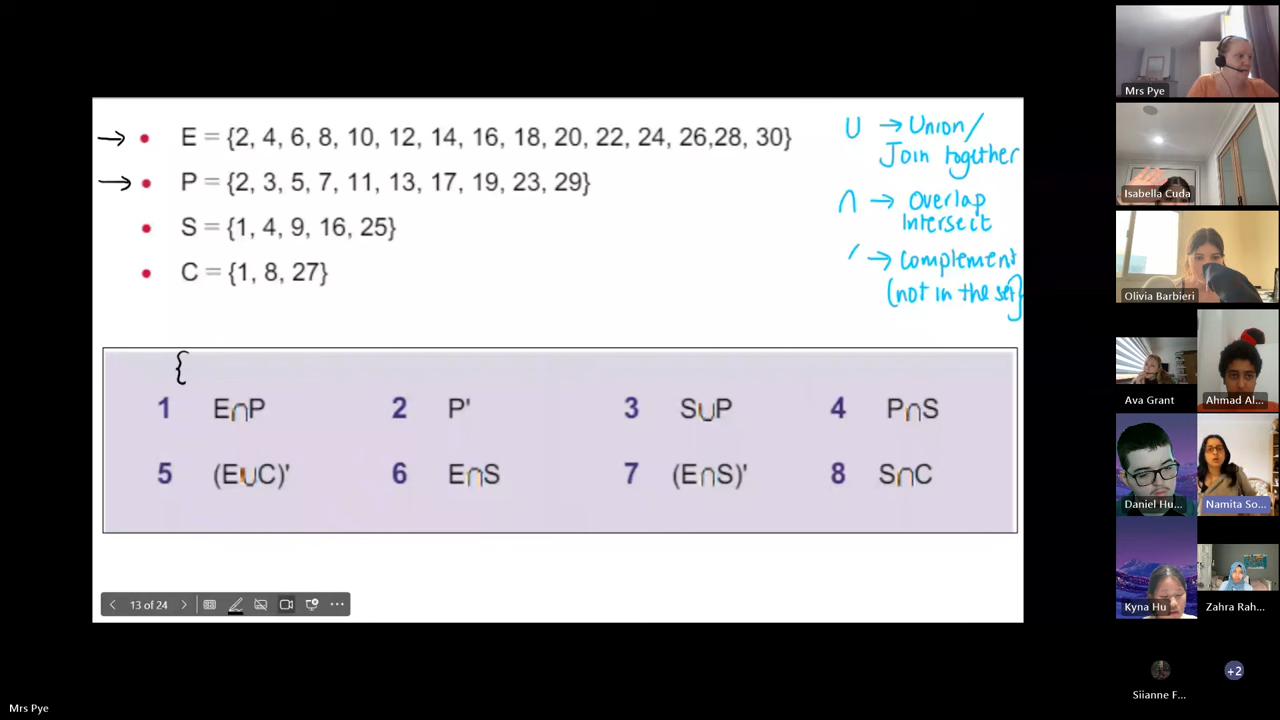 E = {2, 4, 6, 8, 10, 12, 14, 16, 18, 20, 22, 24, 26,28, 30}
P = {2, 3, 5, 7, 11, 13, 17, 19, 23, 29}
S = {1, 4, 9, 16, 25}
C = {1, 8, 27}
∪ → Union/
Join together
∩ → Overlap
Intersect
′ → Complement
(not in the set)
{
1 E∩P 2 P' 3 S∪P 4 P∩S
5 (E∪C)' 6 E∩S 7 (E∩S)' 8 S∩C
13 of 24
Mrs Pye
Isabella Cuda
Olivia Barbieri
Ava Grant
Ahmad Al...
Daniel Hu...
Namita So...
Kyna Hu
Zahra Rah...
Siianne F...
+2
Mrs Pye